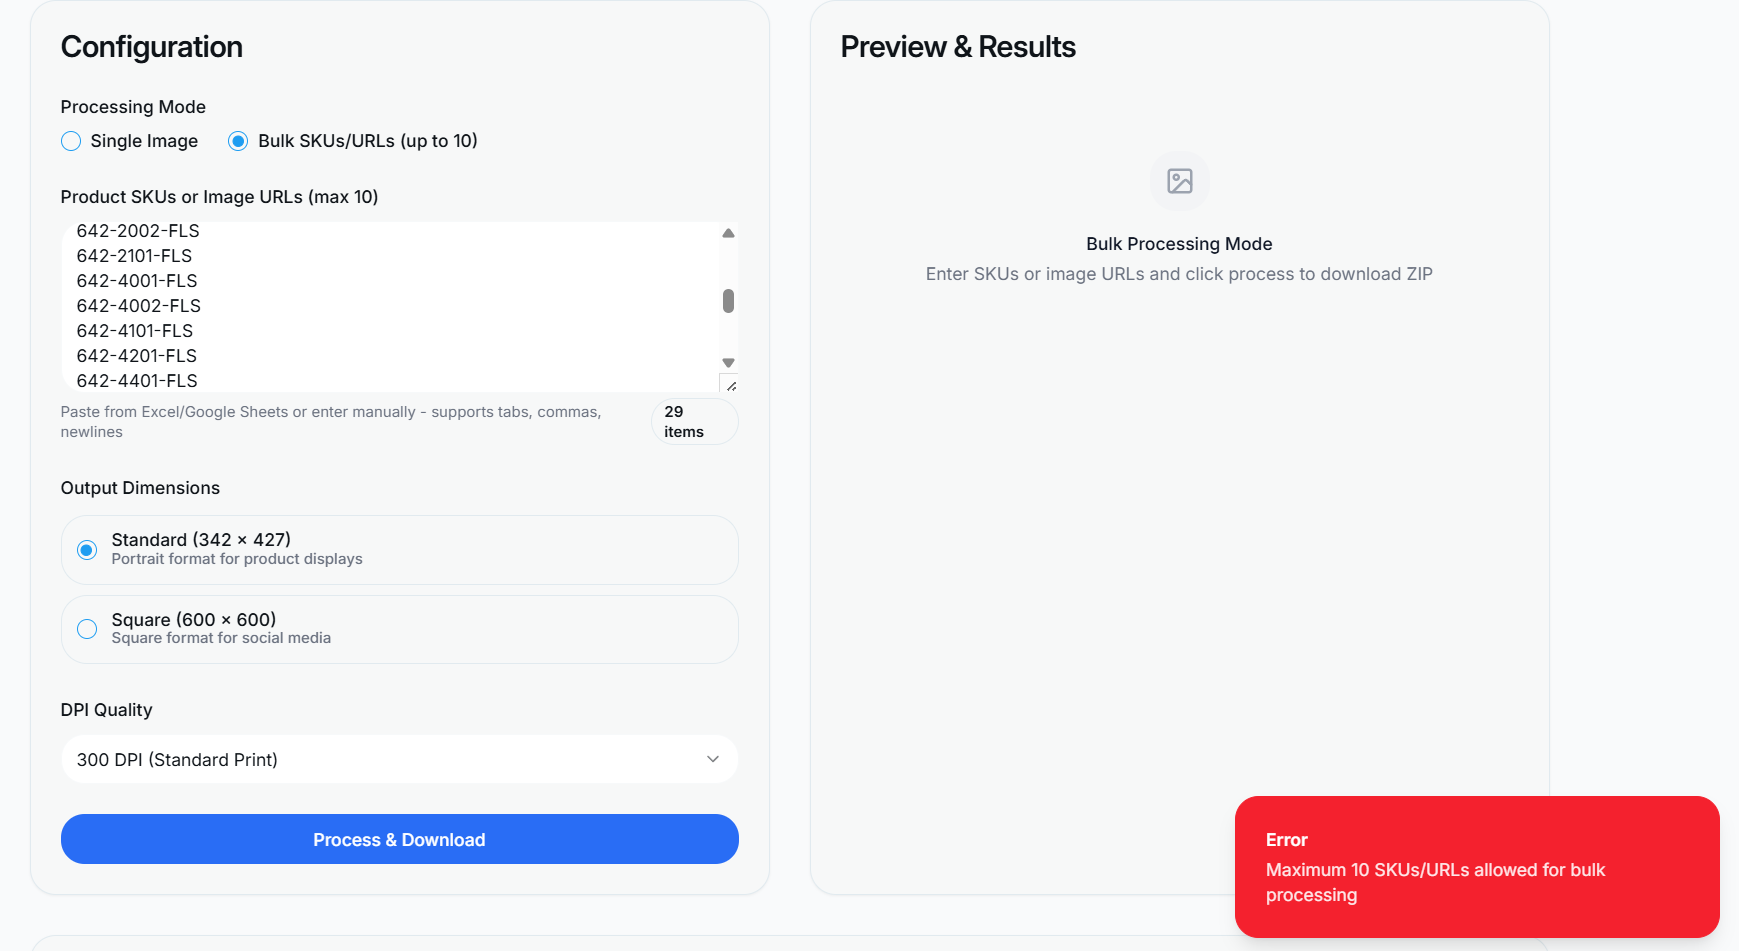 Configuration
Processing Mode
Single Image
Bulk SKUs/URLs (up to 10)
Product SKUs or Image URLs (max 10)
642-2002-FLS
642-2101-FLS
642-4001-FLS
642-4002-FLS
642-4101-FLS
642-4201-FLS
642-4401-FLS
Paste from Excel/Google Sheets or enter manually - supports tabs, commas,
newlines
29
items
Output Dimensions
Standard (342 × 427)
Portrait format for product displays
Square (600 × 600)
Square format for social media
DPI Quality
300 DPI (Standard Print)
Process & Download
Preview & Results
Bulk Processing Mode
Enter SKUs or image URLs and click process to download ZIP
Error
Maximum 10 SKUs/URLs allowed for bulk
processing